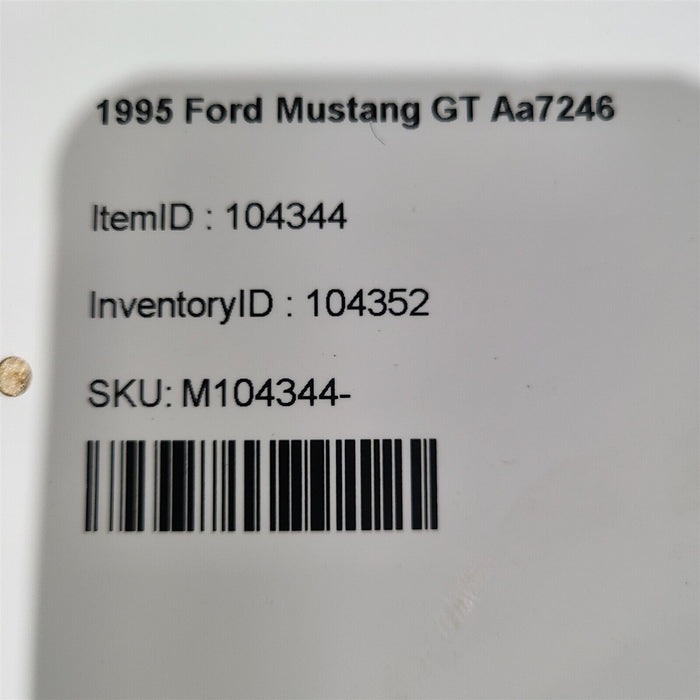 1995 Ford Mustang GT Aa7246
ItemID : 104344
InventoryID : 104352
SKU: M104344-